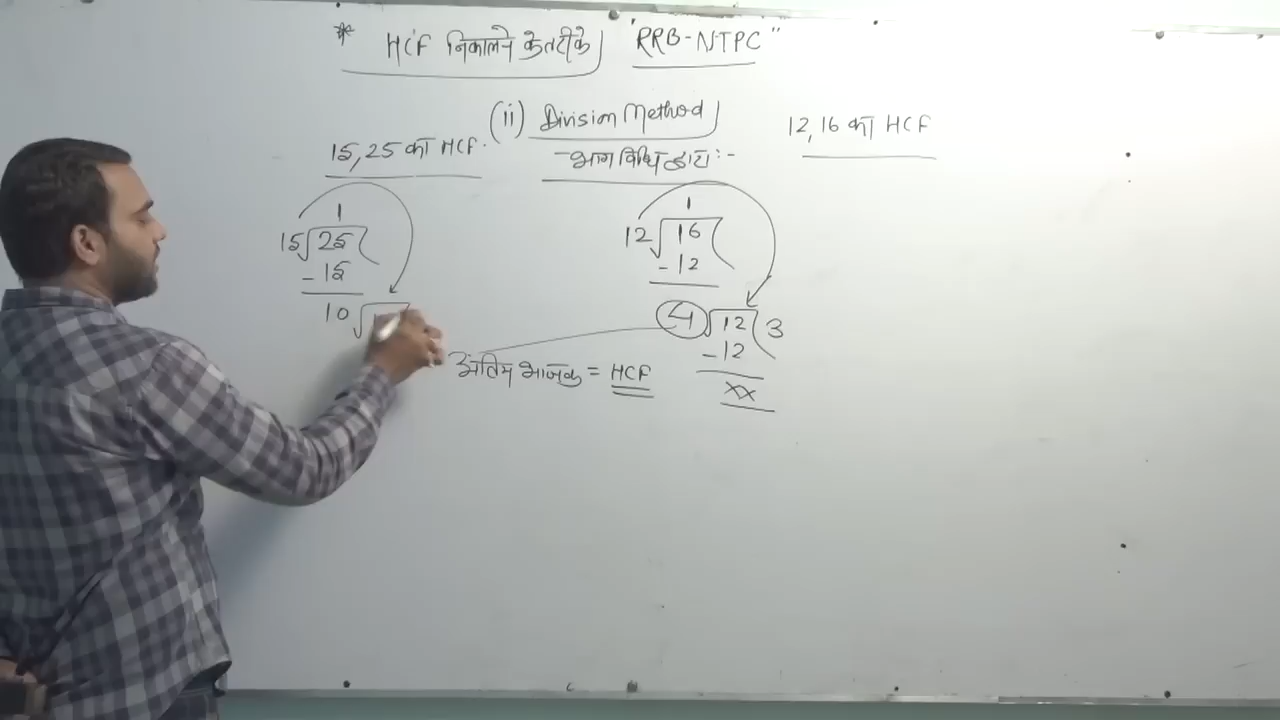 * HCF निकालने के तरीके "RRB-NTPC"
(ii) Division Method
-भाग विधि द्वारा :-
15, 25 का HCF.
1
15 25
- 15
10
12, 16 का HCF
1
12 16
- 12
4 12 3
- 12
xx
अंतिम भाजक = HCF